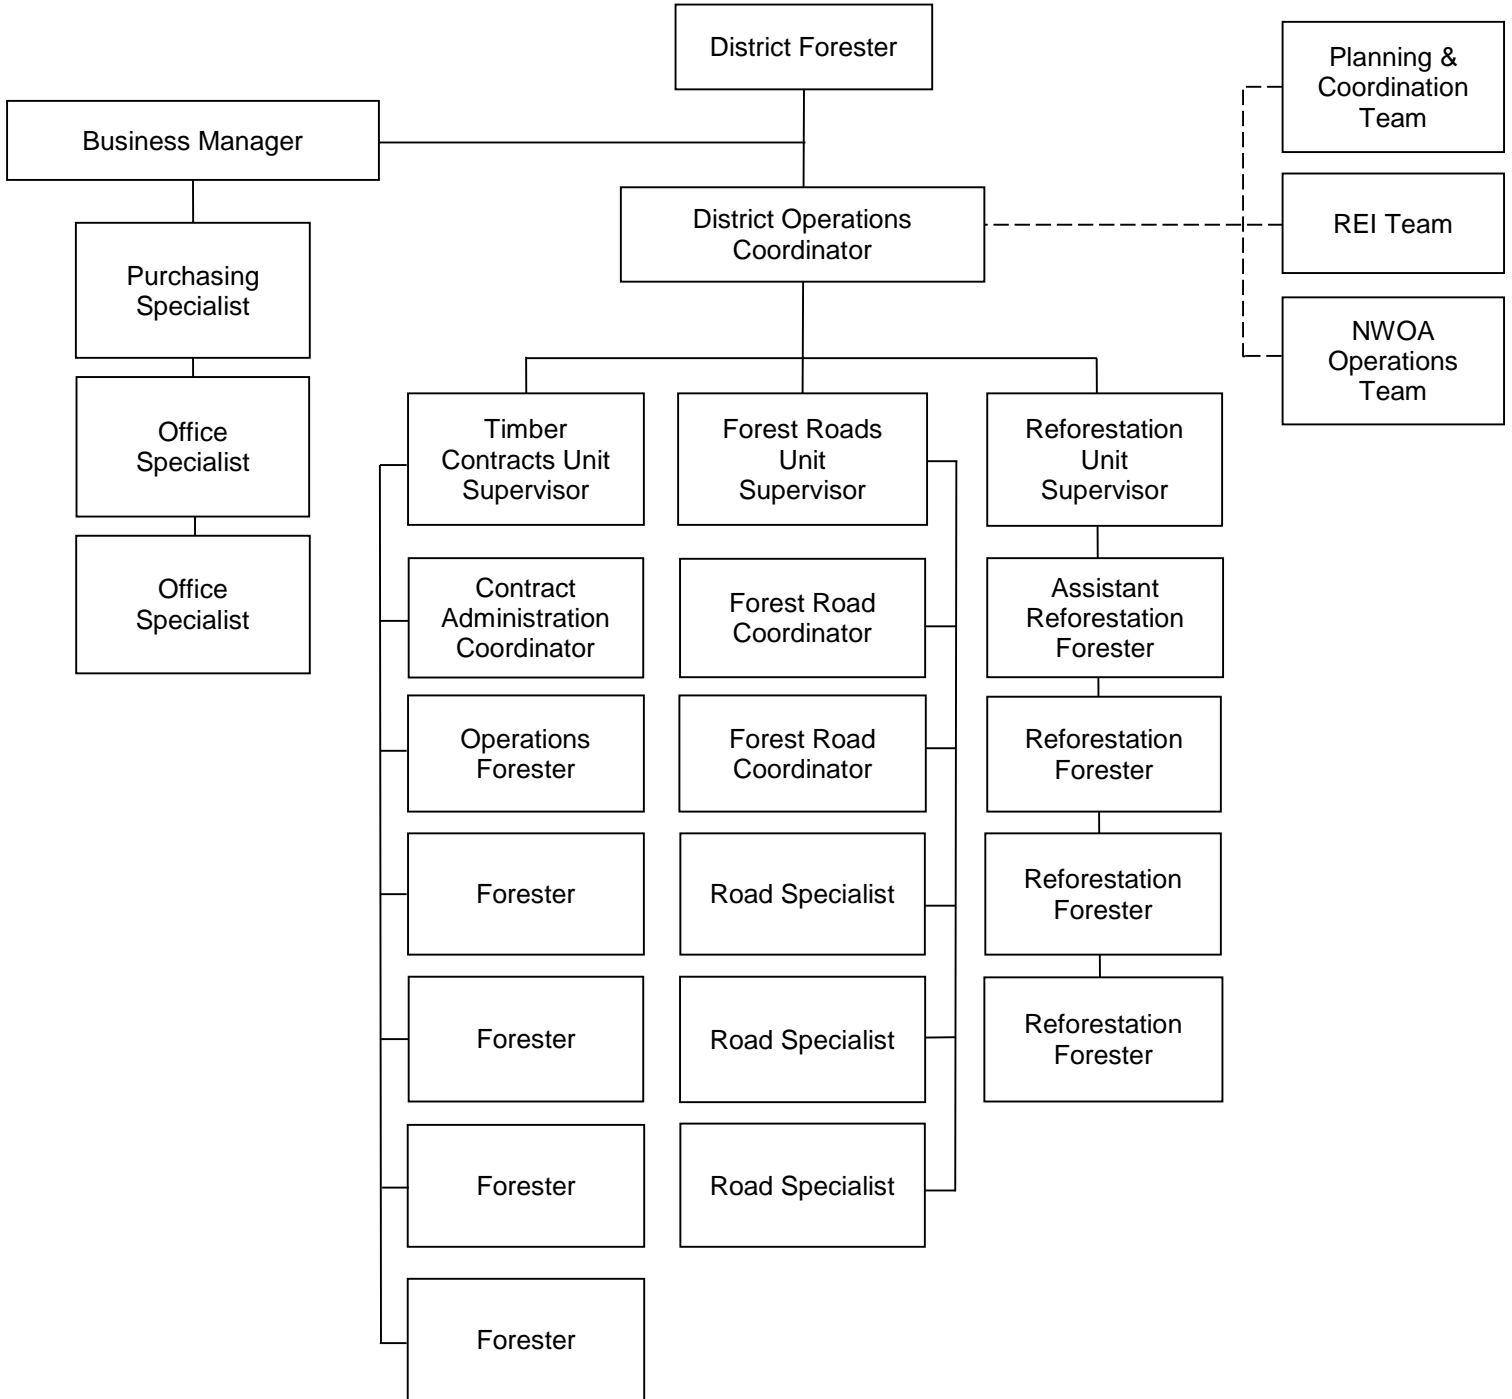 District Forester
Planning &
Coordination
Team
Business Manager
District Operations
Coordinator
REI Team
NWOA
Operations
Team
Purchasing
Specialist
Office
Specialist
Office
Specialist
Timber
Contracts Unit
Supervisor
Contract
Administration
Coordinator
Operations
Forester
Forester
Forester
Forester
Forester
Forest Roads
Unit
Supervisor
Forest Road
Coordinator
Forest Road
Coordinator
Road Specialist
Road Specialist
Road Specialist
Reforestation
Unit
Supervisor
Assistant
Reforestation
Forester
Reforestation
Forester
Reforestation
Forester
Reforestation
Forester